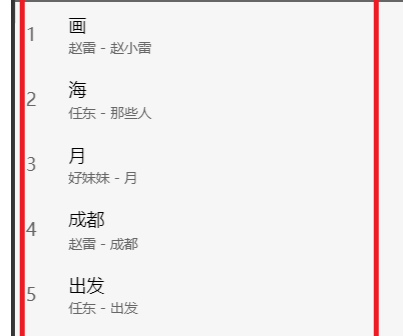 1 画
赵雷 - 赵小雷
2 海
任东 - 那些人
3 月
好妹妹 - 月
4 成都
赵雷 - 成都
5 出发
任东 - 出发